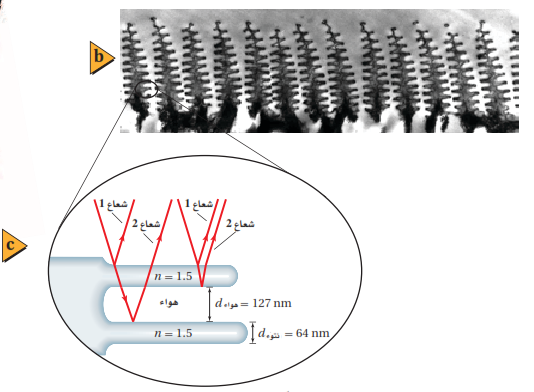 b
c
شعاع 1
شعاع 2
شعاع 1
شعاع 2
n = 1.5
هواء
d هواء = 127 nm
n = 1.5
d نتوء = 64 nm